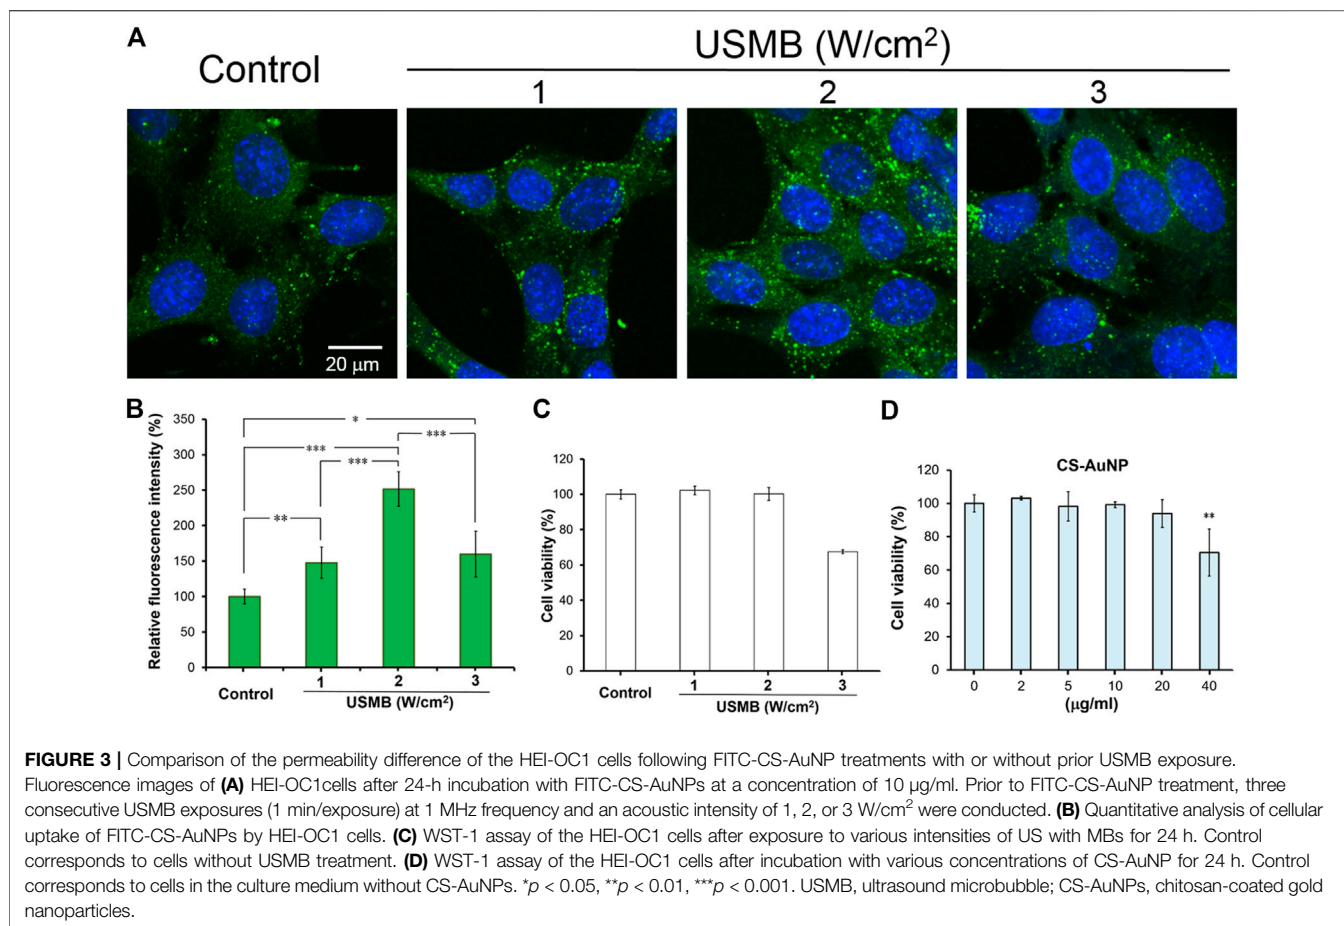 A
Control
USMB (W/cm²)
1 2 3
20 μm
B
Relative fluorescence intensity (%)
350
300
250
200
150
100
50
0
*
***
***
***
**
Control 1 2 3
USMB (W/cm²)
C
Cell viability (%)
120
100
80
60
40
20
0
Control 1 2 3
USMB (W/cm²)
D
CS-AuNP
Cell viability (%)
120
100
80
60
40
20
0
**
0 2 5 10 20 40
(μg/ml)
FIGURE 3 | Comparison of the permeability difference of the HEI-OC1 cells following FITC-CS-AuNP treatments with or without prior USMB exposure.
Fluorescence images of (A) HEI-OC1cells after 24-h incubation with FITC-CS-AuNPs at a concentration of 10 μg/ml. Prior to FITC-CS-AuNP treatment, three
consecutive USMB exposures (1 min/exposure) at 1 MHz frequency and an acoustic intensity of 1, 2, or 3 W/cm² were conducted. (B) Quantitative analysis of cellular
uptake of FITC-CS-AuNPs by HEI-OC1 cells. (C) WST-1 assay of the HEI-OC1 cells after exposure to various intensities of US with MBs for 24 h. Control
corresponds to cells without USMB treatment. (D) WST-1 assay of the HEI-OC1 cells after incubation with various concentrations of CS-AuNP for 24 h. Control
corresponds to cells in the culture medium without CS-AuNPs. *p < 0.05, **p < 0.01, ***p < 0.001. USMB, ultrasound microbubble; CS-AuNPs, chitosan-coated gold
nanoparticles.